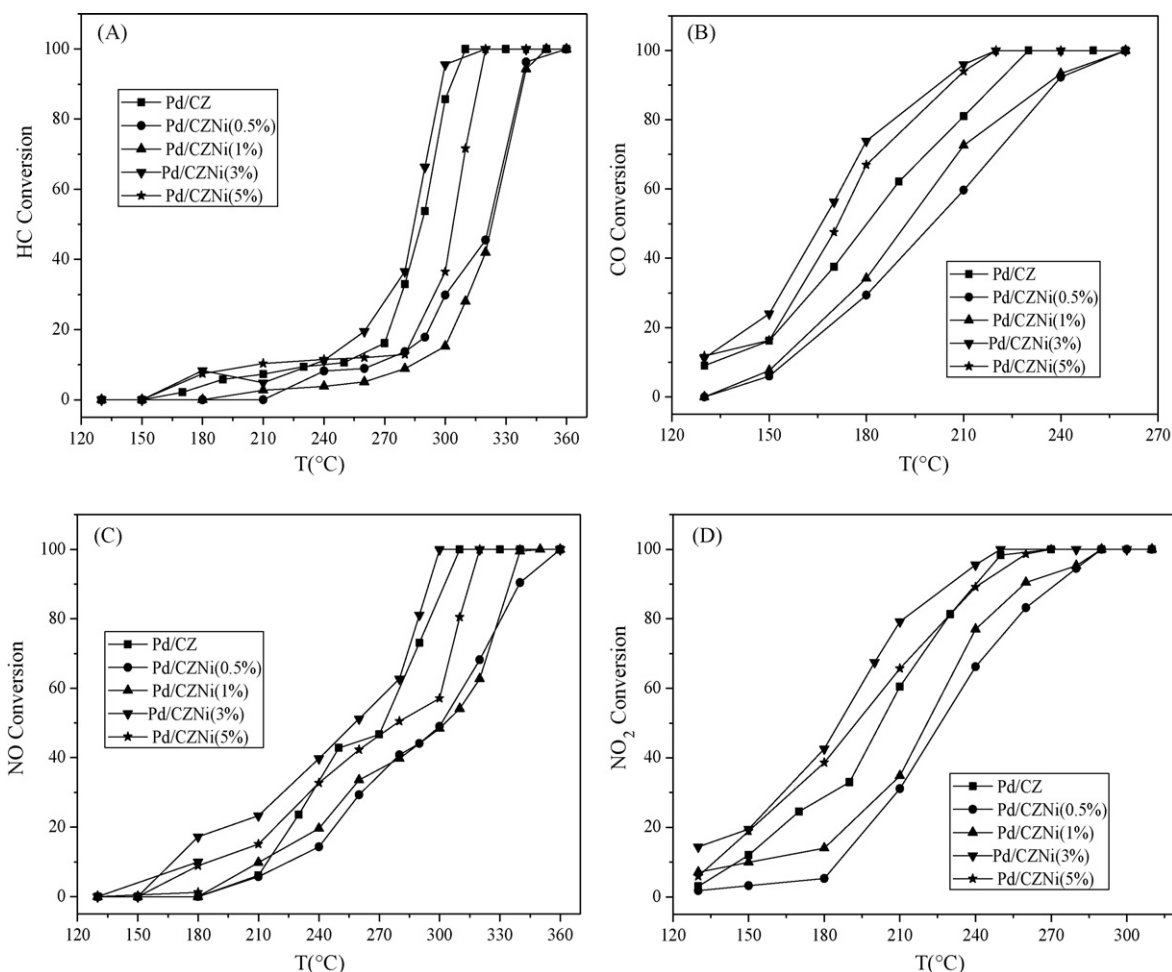 (A)
HC Conversion
100
80
60
40
20
0
Pd/CZ
Pd/CZNi(0.5%)
Pd/CZNi(1%)
Pd/CZNi(3%)
Pd/CZNi(5%)
120 150 180 210 240 270 300 330 360
T(°C)
(B)
CO Conversion
100
80
60
40
20
0
Pd/CZ
Pd/CZNi(0.5%)
Pd/CZNi(1%)
Pd/CZNi(3%)
Pd/CZNi(5%)
120 150 180 210 240 270
T(°C)
(C)
NO Conversion
100
80
60
40
20
0
Pd/CZ
Pd/CZNi(0.5%)
Pd/CZNi(1%)
Pd/CZNi(3%)
Pd/CZNi(5%)
120 150 180 210 240 270 300 330 360
T(°C)
(D)
NO₂ Conversion
100
80
60
40
20
0
Pd/CZ
Pd/CZNi(0.5%)
Pd/CZNi(1%)
Pd/CZNi(3%)
Pd/CZNi(5%)
120 150 180 210 240 270 300
T(°C)